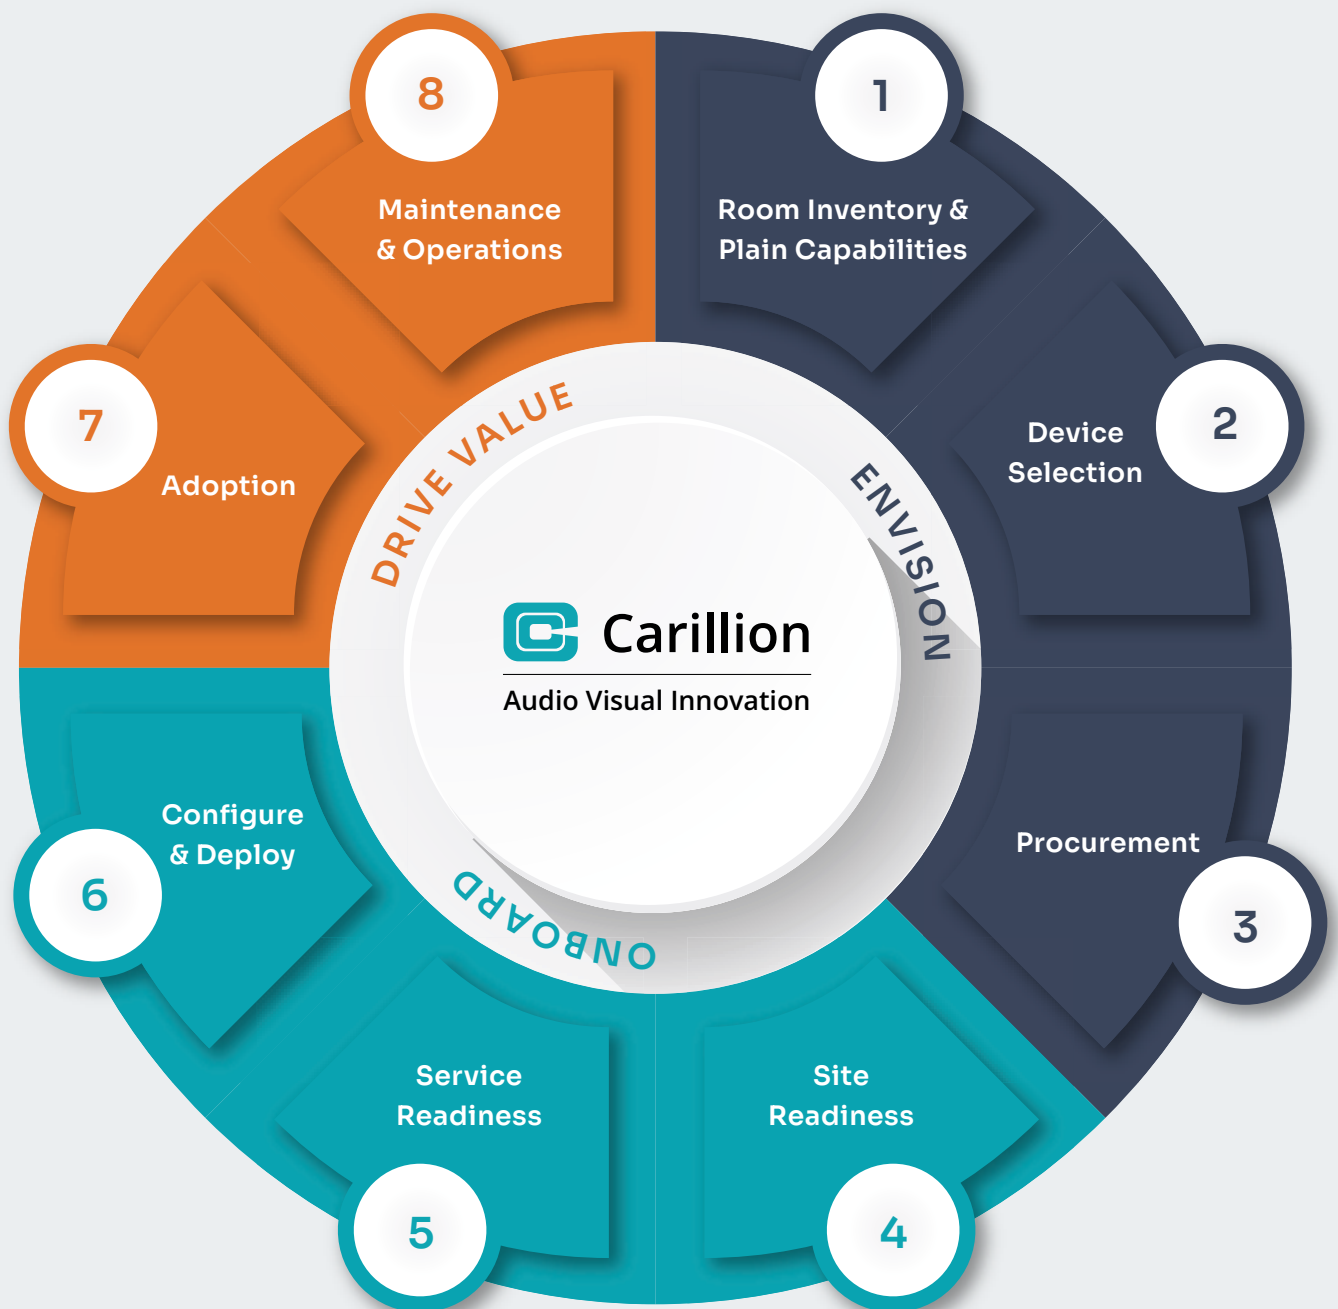 1
Room Inventory &
Plain Capabilities
2
Device
Selection
3
Procurement
4
Site
Readiness
5
Service
Readiness
6
Configure
& Deploy
7
Adoption
8
Maintenance
& Operations
ENVISION
ONBOARD
DRIVE VALUE
Carillion
Audio Visual Innovation